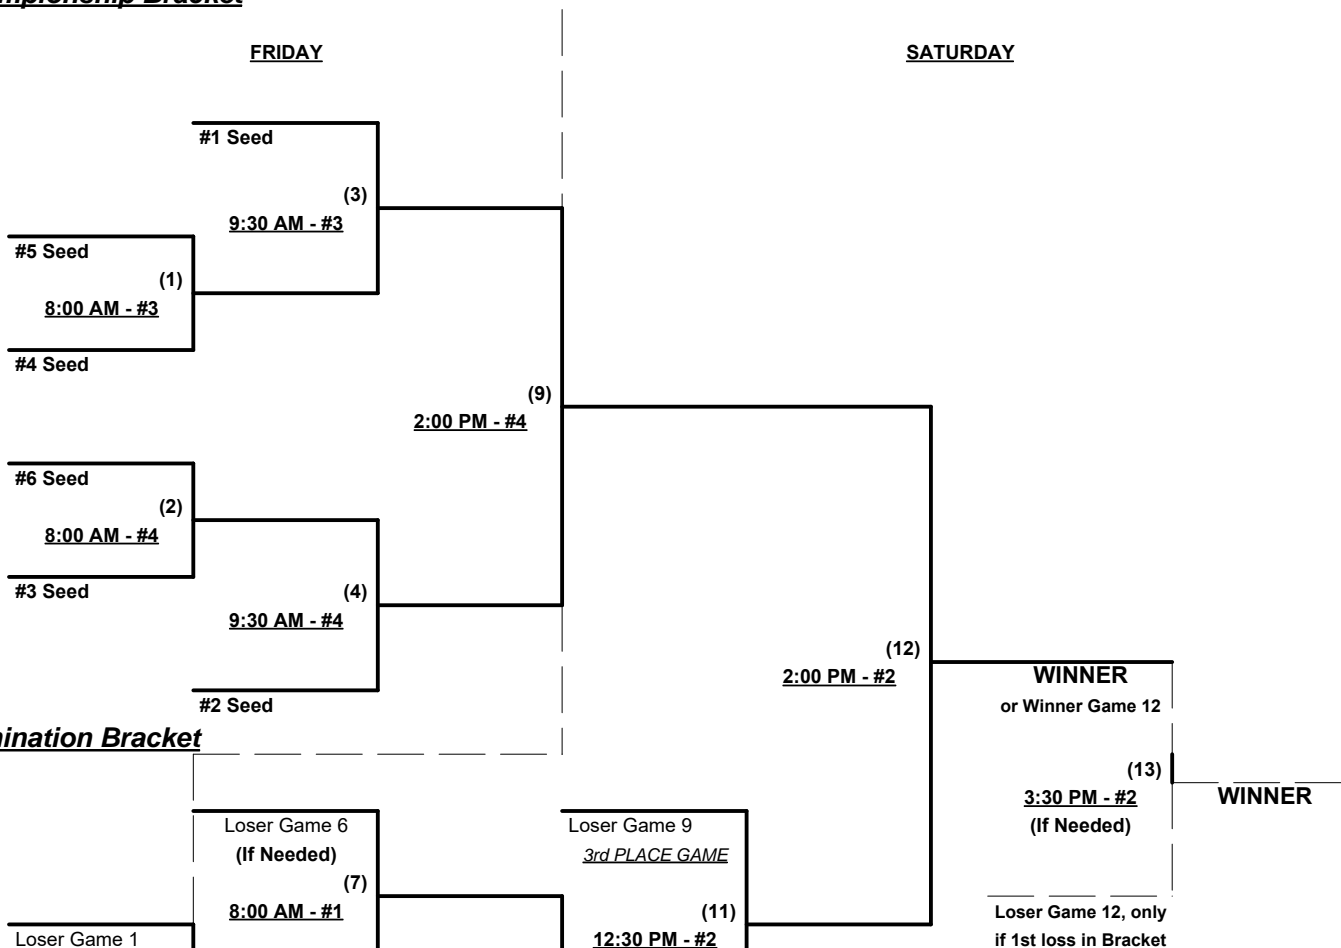 Bracket
FRIDAY
SATURDAY
#1 Seed
(3)
9:30 AM - #3
#5 Seed
(1)
8:00 AM - #3
#4 Seed
(9)
2:00 PM - #4
#6 Seed
(2)
8:00 AM - #4
#3 Seed
(4)
9:30 AM - #4
#2 Seed
(12)
2:00 PM - #2
WINNER
or Winner Game 12
(13)
3:30 PM - #2
(If Needed)
WINNER
Loser Game 12, only
if 1st loss in Bracket
Bracket
Loser Game 6
(If Needed)
(7)
8:00 AM - #1
Loser Game 9
3rd PLACE GAME
(11)
12:30 PM - #2
Loser Game 1